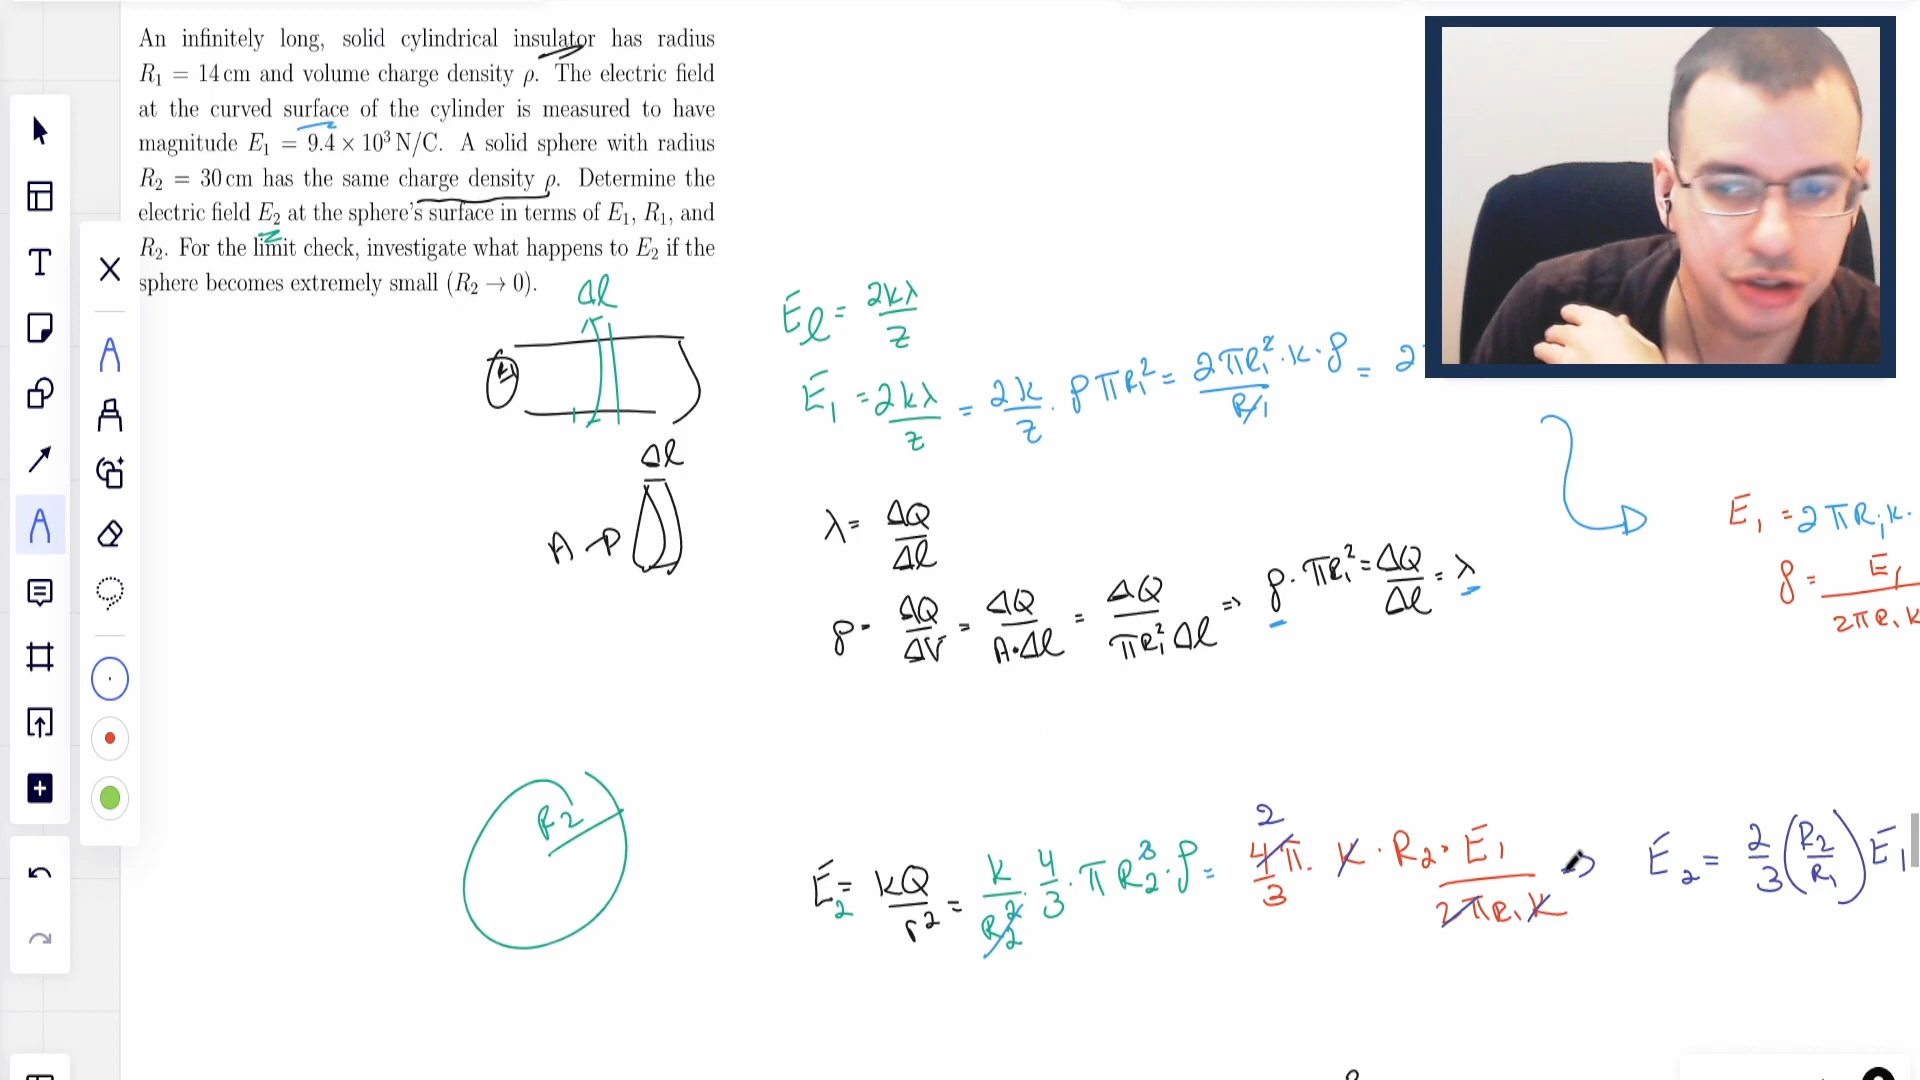 An infinitely long, solid cylindrical insulator has radius
R₁ = 14 cm and volume charge density ρ. The electric field
at the curved surface of the cylinder is measured to have
magnitude E₁ = 9.4 × 10³ N/C. A solid sphere with radius
R₂ = 30 cm has the same charge density ρ. Determine the
electric field E₂ at the sphere's surface in terms of E₁, R₁, and
R₂. For the limit check, investigate what happens to E₂ if the
sphere becomes extremely small (R₂ → 0).
Δl
R₁
E_l = 2kλ/z
E₁ = 2kλ/z = 2k/z · ρπR₁² = 2πR₁²·k·ρ/R₁ = 2
Δl
A →
λ = ΔQ/Δl
ρ = ΔQ/ΔV = ΔQ/A·Δl = ΔQ/πR₁²Δl => ρ·πR₁² = ΔQ/Δl = λ
E₁ = 2πR₁k·
ρ = E₁/2πR₁k
R₂
E₂ = kQ/r² = k/R₂² · 4/3 · πR₂³·ρ = 4π/3 · k · R₂ · E₁/2πR₁k => E₂ = 2/3 (R₂/R₁) E₁
2
T